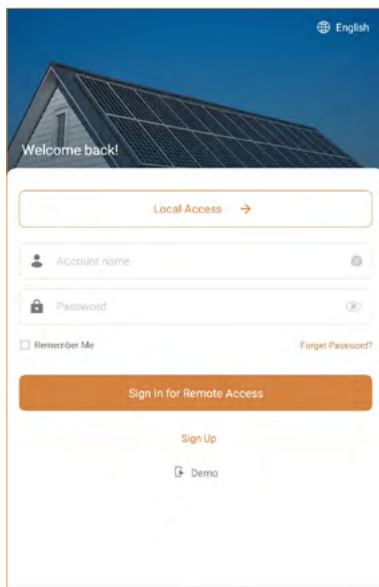 English
Welcome back!
Local Access
Account name
Password
Remember Me
Forget Password?
Sign In for Remote Access
Sign Up
Demo